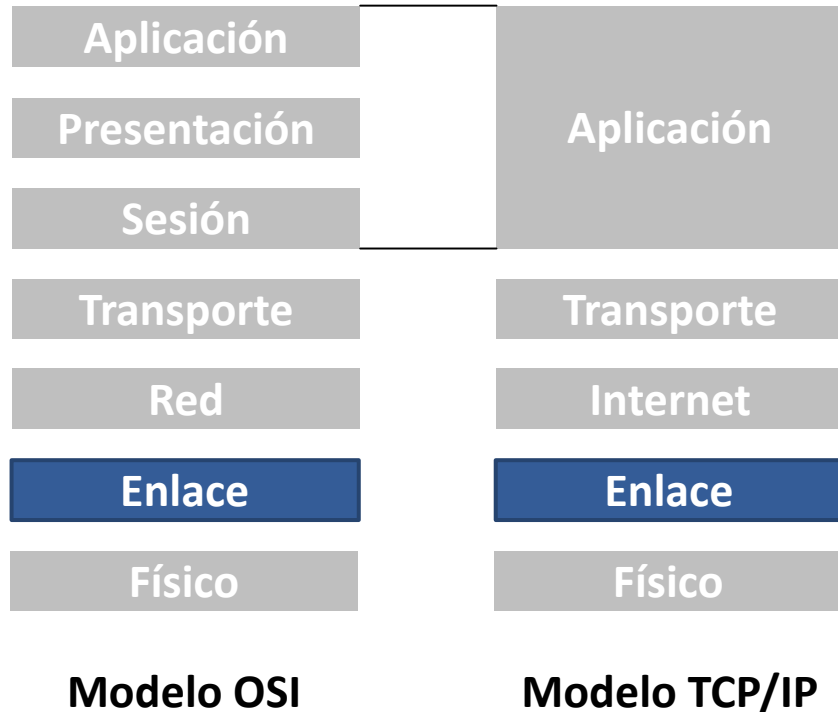 Aplicación
Presentación
Sesión
Transporte
Red
Enlace
Físico
Modelo OSI
Aplicación
Transporte
Internet
Enlace
Físico
Modelo TCP/IP